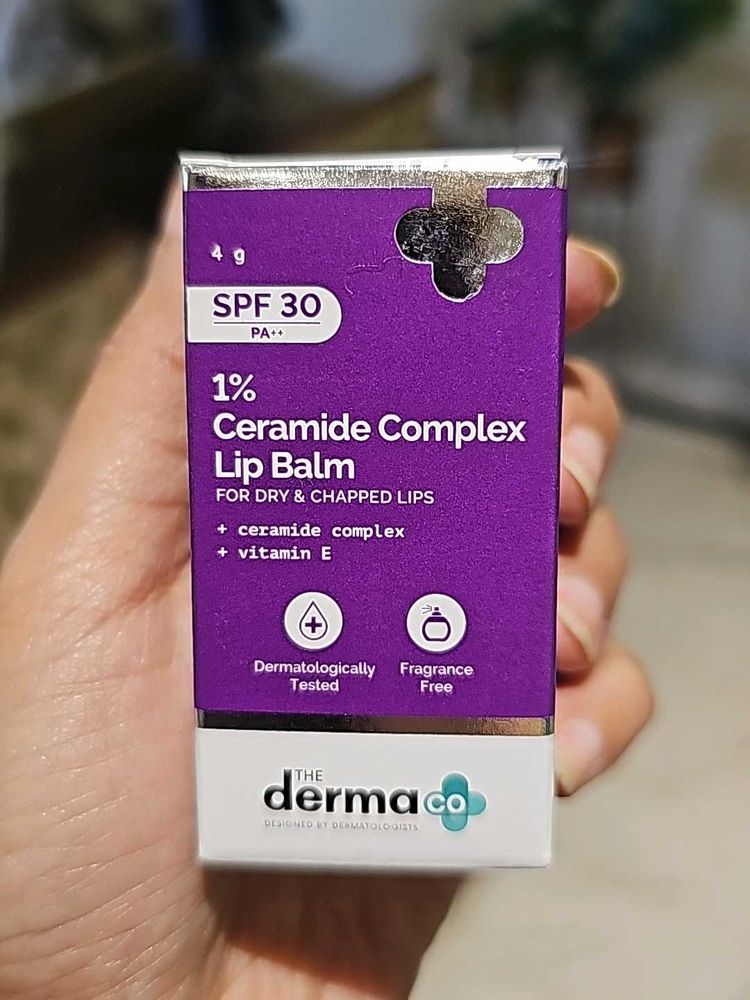 4 g
SPF 30
PA++
1%
Ceramide Complex
Lip Balm
FOR DRY & CHAPPED LIPS
+ ceramide complex
+ vitamin E
Dermatologically
Tested
Fragrance
Free
THE
derma co
DESIGNED BY DERMATOLOGISTS